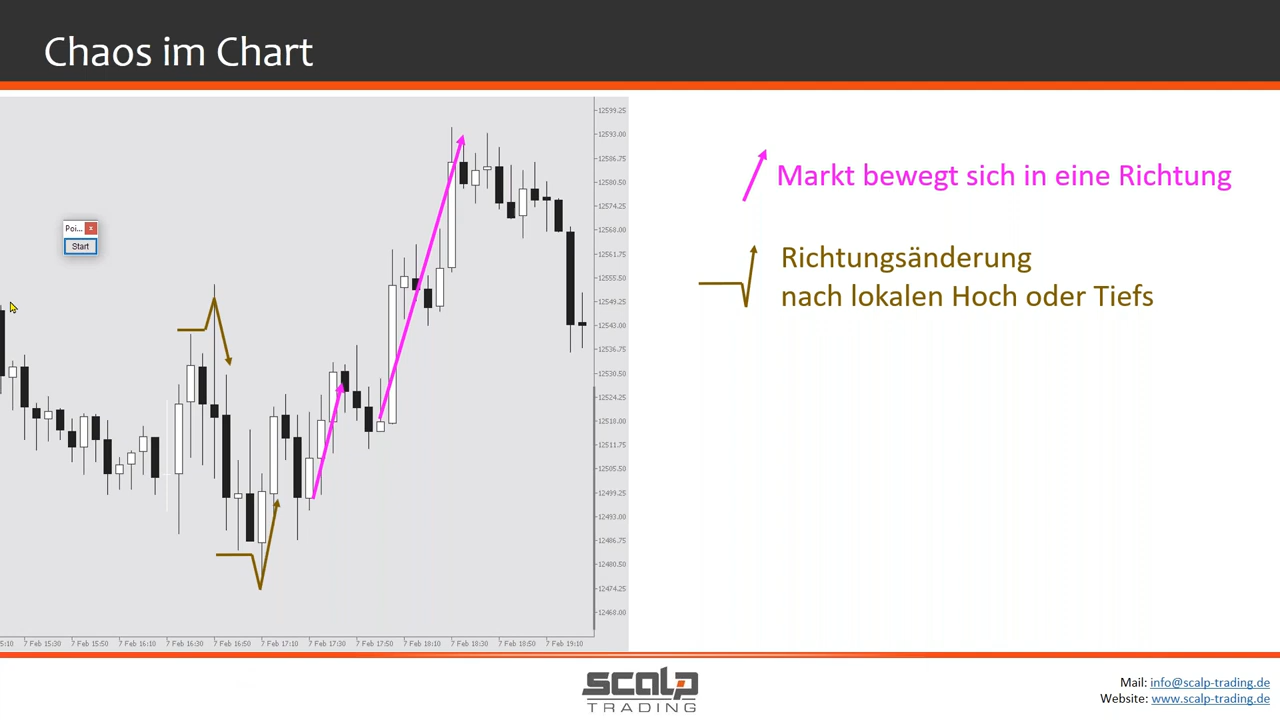 Chaos im Chart
Poi... x
Start
12599.25
12593.00
12586.75
12580.50
12574.25
12568.00
12561.75
12555.50
12549.25
12543.00
12536.75
12530.50
12524.25
12518.00
12511.75
12505.50
12499.25
12493.00
12486.75
12480.50
12474.25
12468.00
5:10 7 Feb 15:30 7 Feb 15:50 7 Feb 16:10 7 Feb 16:30 7 Feb 16:50 7 Feb 17:10 7 Feb 17:30 7 Feb 17:50 7 Feb 18:10 7 Feb 18:30 7 Feb 18:50 7 Feb 19:10
Markt bewegt sich in eine Richtung
Richtungsänderung
nach lokalen Hoch oder Tiefs
scalp
TRADING
Mail: info@scalp-trading.de
Website: www.scalp-trading.de